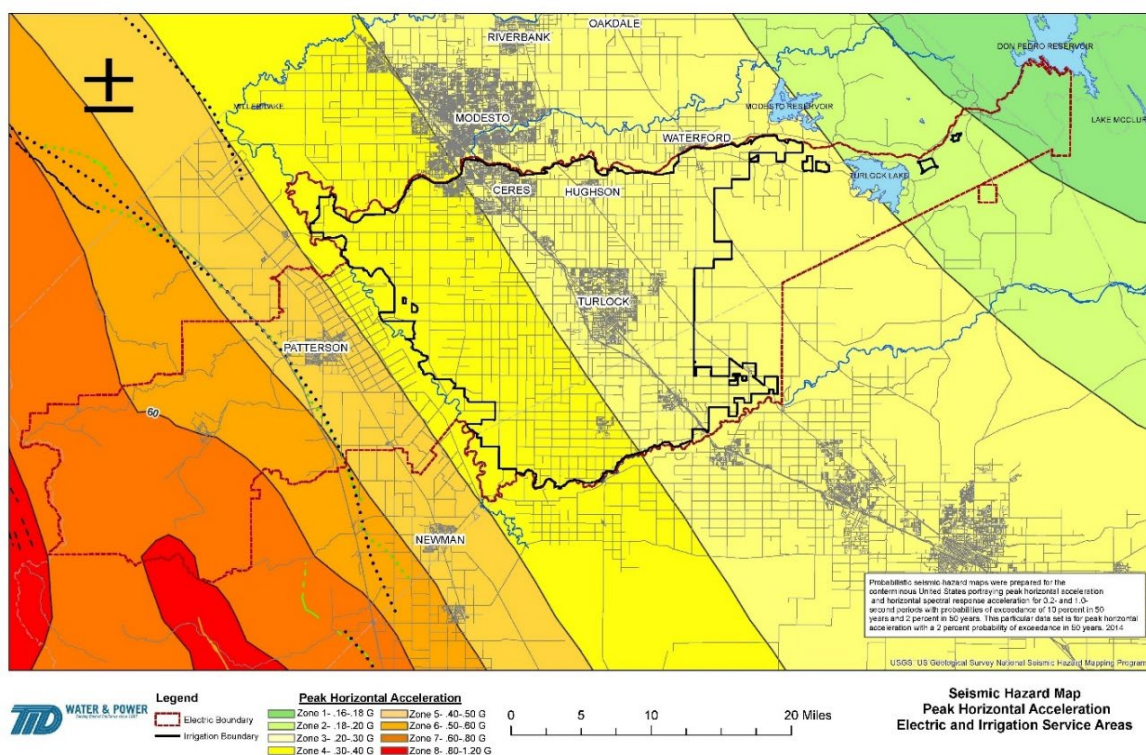 OAKDALE
RIVERBANK
DON PEDRO RESERVOIR
MODESTO
MODESTO RESERVOIR
LAKE MCCLUR
WATERFORD
TURLOCK LAKE
CERES
HUGHSON
TURLOCK
PATTERSON
60
NEWMAN
Probabilistic seismic hazard maps were prepared for the
conterminous United States portraying peak horizontal acceleration
and horizontal spectral response acceleration for 0.2- and 1.0-
second periods with probabilities of exceedance of 10 percent in 50
years and 2 percent in 50 years. This particular data set is for peak horizontal
acceleration with a 2 percent probability of exceedance in 50 years. 2014
USGS: US Geological Survey National Seismic Hazard Mapping Program
TID WATER & POWER
Legend
Electric Boundary
Irrigation Boundary
Peak Horizontal Acceleration
Zone 1- .16-.18 G
Zone 2- .18-.20 G
Zone 3- .20-.30 G
Zone 4- .30-.40 G
Zone 5- .40-.50 G
Zone 6- .50-.60 G
Zone 7- .60-.80 G
Zone 8- .80-1.20 G
0 5 10 20 Miles
Seismic Hazard Map
Peak Horizontal Acceleration
Electric and Irrigation Service Areas